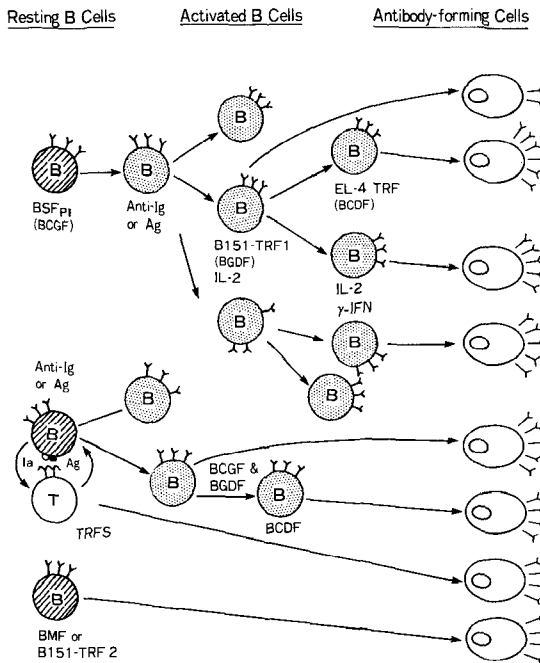 Resting B Cells
Activated B Cells
Antibody-forming Cells
B
B
B
BSFP1
(BCGF)
Anti-Ig
or Ag
B
B
EL-4 TRF
(BCDF)
B151-TRF1
(BGDF)
IL-2
B
IL-2
γ-IFN
B
B
B
Anti-Ig
or Ag
B
B
Ia
Ag
T
TRFS
B
BCGF &
BGDF
B
BCDF
B
BMF or
B151-TRF 2